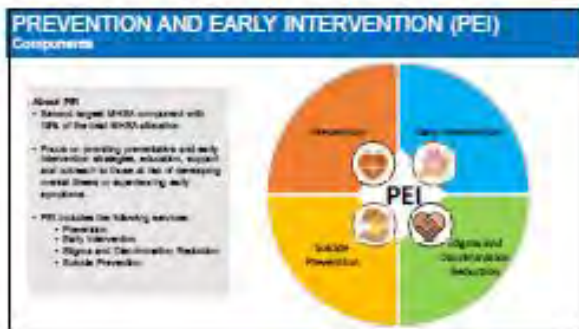 PREVENTION AND EARLY INTERVENTION (PEI)
Components
About PEI
• Second largest MHSA component with
19% of the total MHSA allocation
• Focus on providing preventative and early
intervention strategies, education, support
and outreach to those at risk of developing
mental illness or experiencing early
symptoms.
• PEI includes the following services:
• Prevention
• Early Intervention
• Stigma and Discrimination Reduction
• Suicide Prevention
Prevention
Early Intervention
PEI
Suicide
Prevention
Stigma and
Discrimination
Reduction